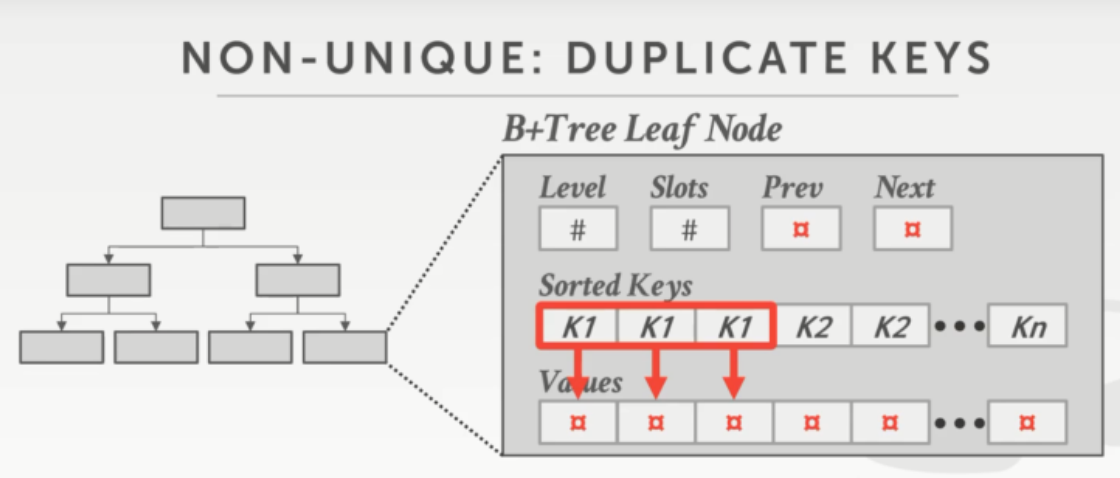 NON-UNIQUE: DUPLICATE KEYS
B+Tree Leaf Node
Level Slots Prev Next
# # ¤ ¤
Sorted Keys
K1 K1 K1 K2 K2 ••• Kn
Values
¤ ¤ ¤ ¤ ¤ ••• ¤